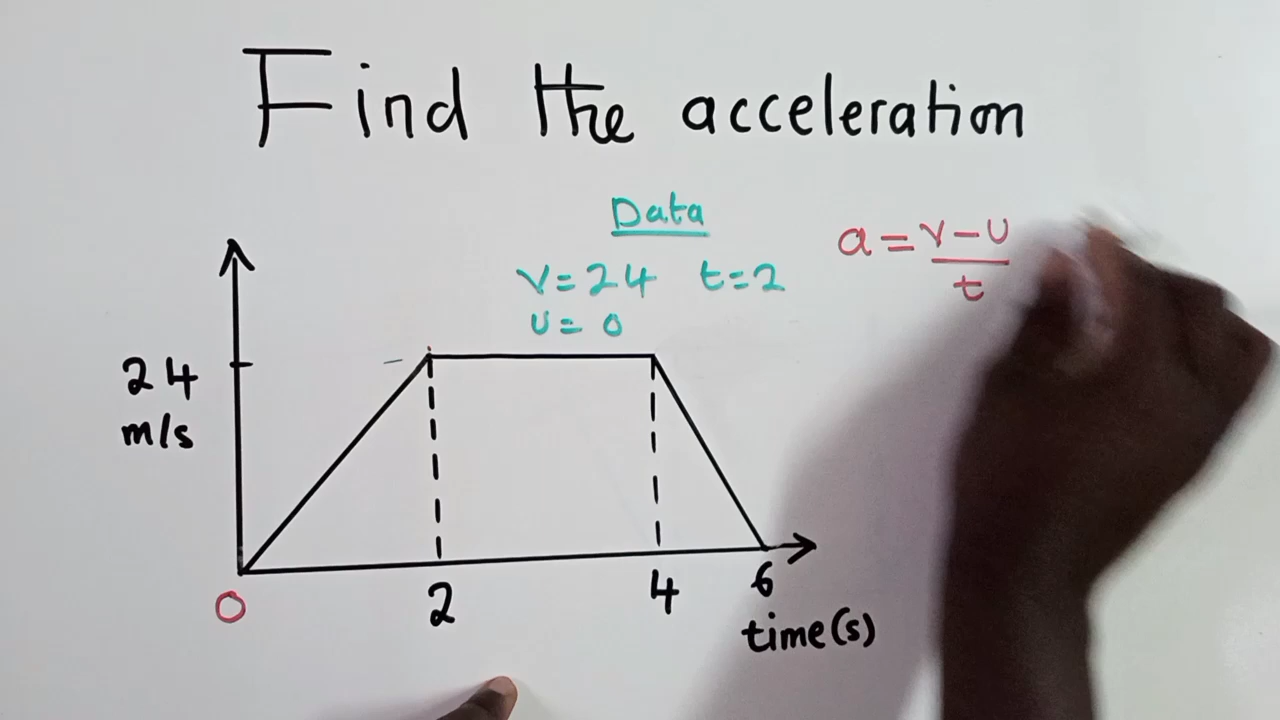 Find the acceleration
Data
v=24 t=2
u= 0
a=v-u
t
24
m/s
0
2
4
6
time(s)